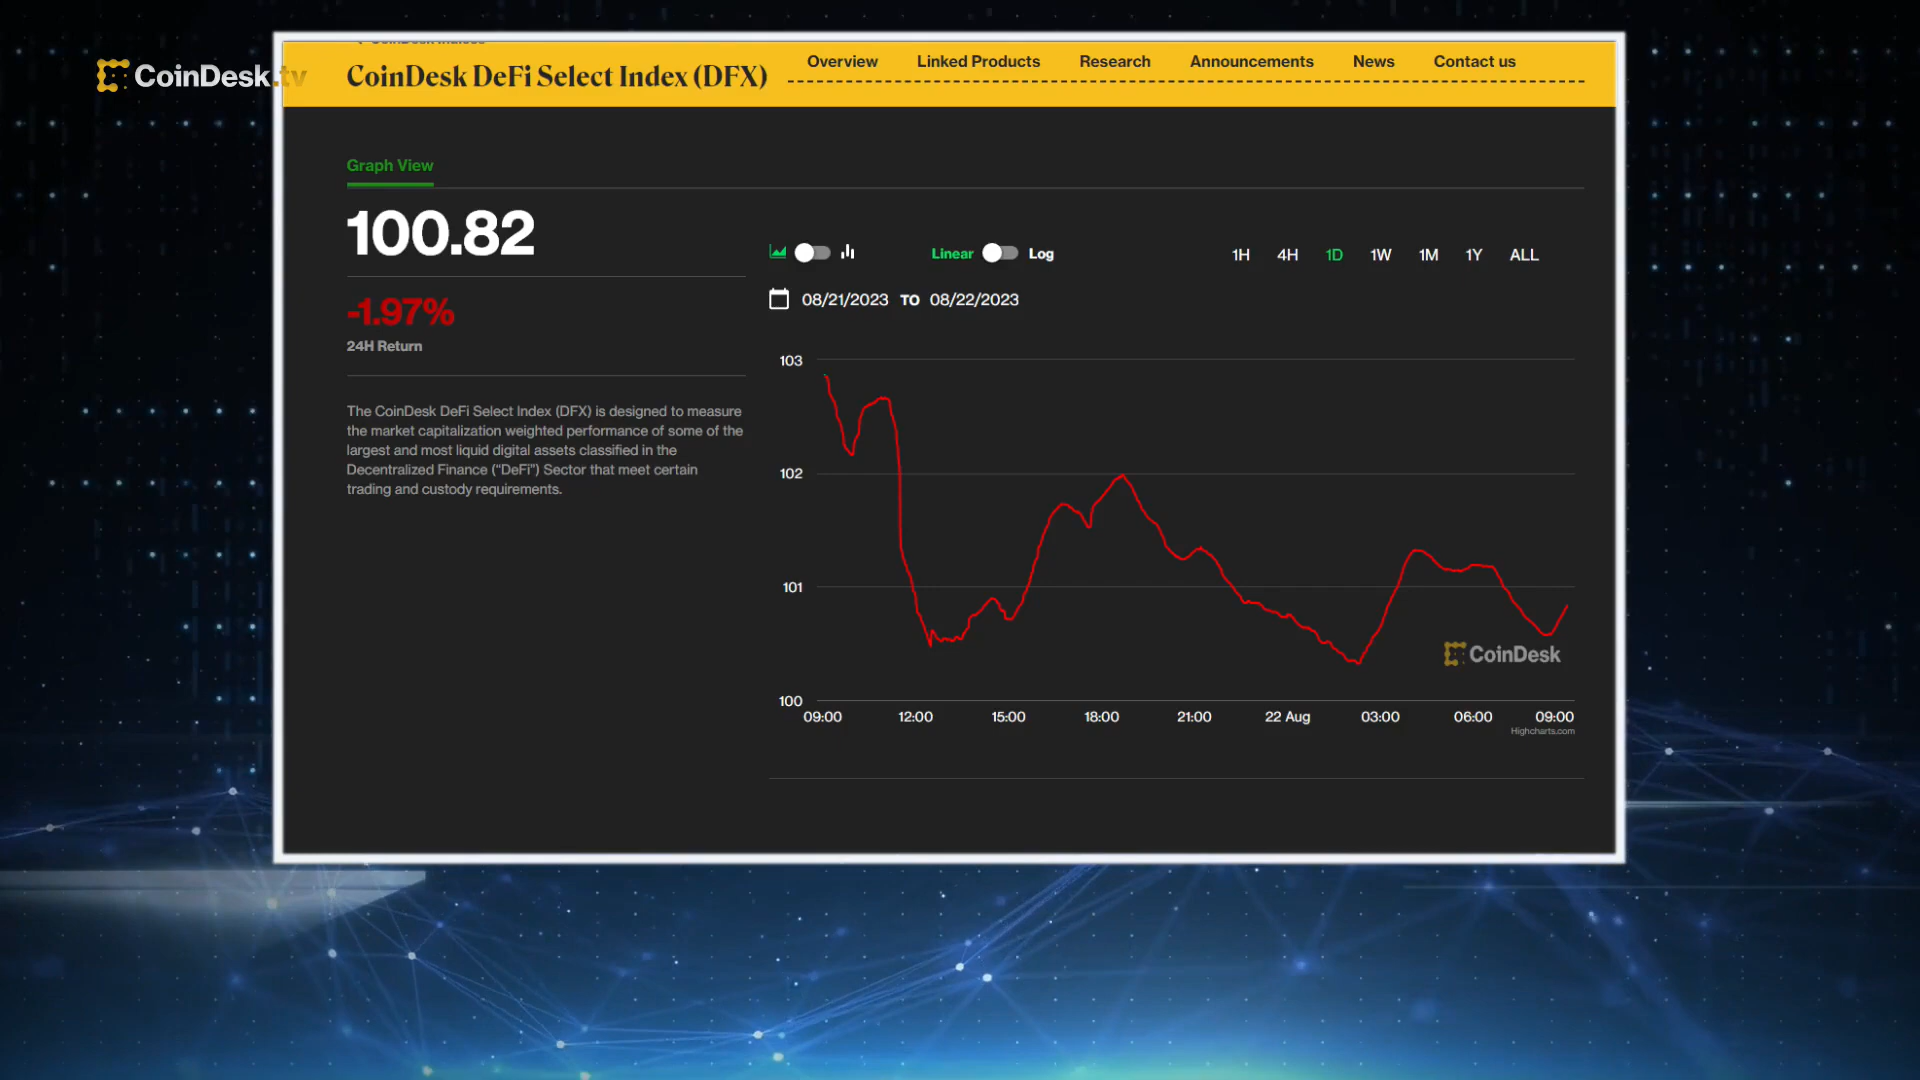 CoinDesk Indices
CoinDesk.tv
CoinDesk DeFi Select Index (DFX)
Overview
Linked Products
Research
Announcements
News
Contact us
Graph View
100.82
-1.97%
24H Return
The CoinDesk DeFi Select Index (DFX) is designed to measure
the market capitalization weighted performance of some of the
largest and most liquid digital assets classified in the
Decentralized Finance (“DeFi”) Sector that meet certain
trading and custody requirements.
Linear
Log
1H
4H
1D
1W
1M
1Y
ALL
08/21/2023 TO 08/22/2023
103
102
101
100
CoinDesk
09:00
12:00
15:00
18:00
21:00
22 Aug
03:00
06:00
09:00
Highcharts.com